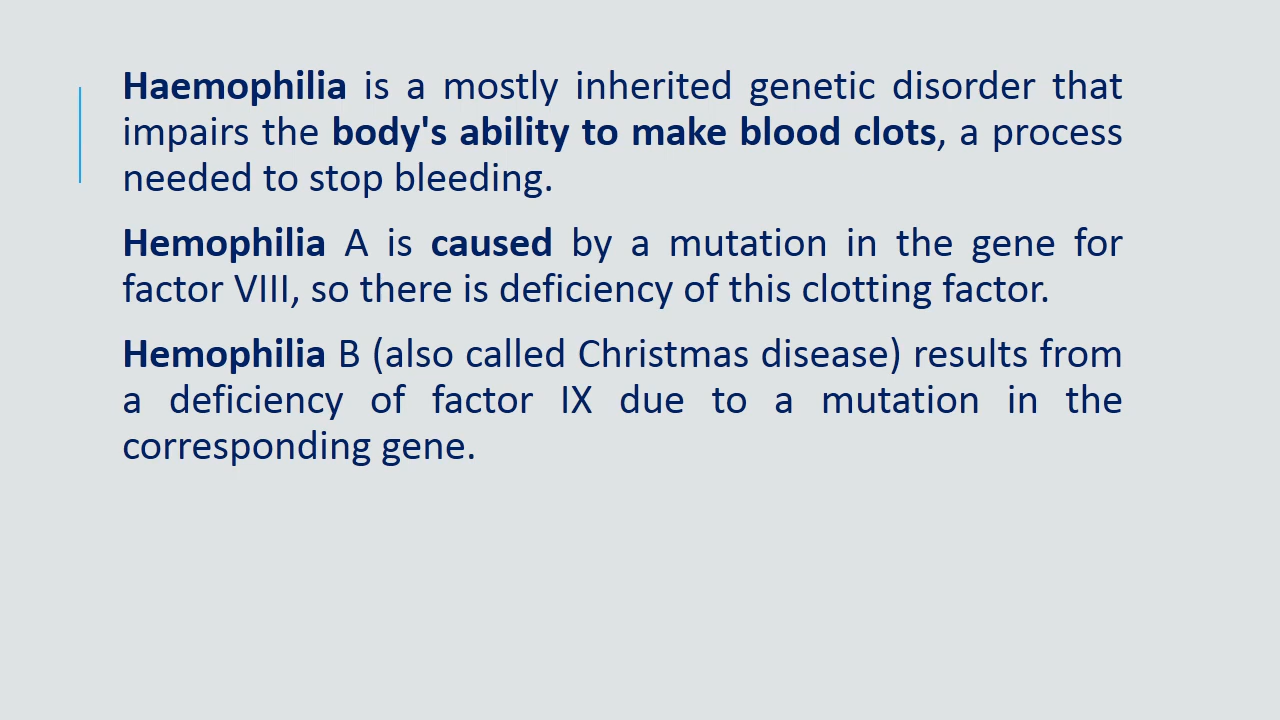 Haemophilia is a mostly inherited genetic disorder that
impairs the body's ability to make blood clots, a process
needed to stop bleeding.
Hemophilia A is caused by a mutation in the gene for
factor VIII, so there is deficiency of this clotting factor.
Hemophilia B (also called Christmas disease) results from
a deficiency of factor IX due to a mutation in the
corresponding gene.